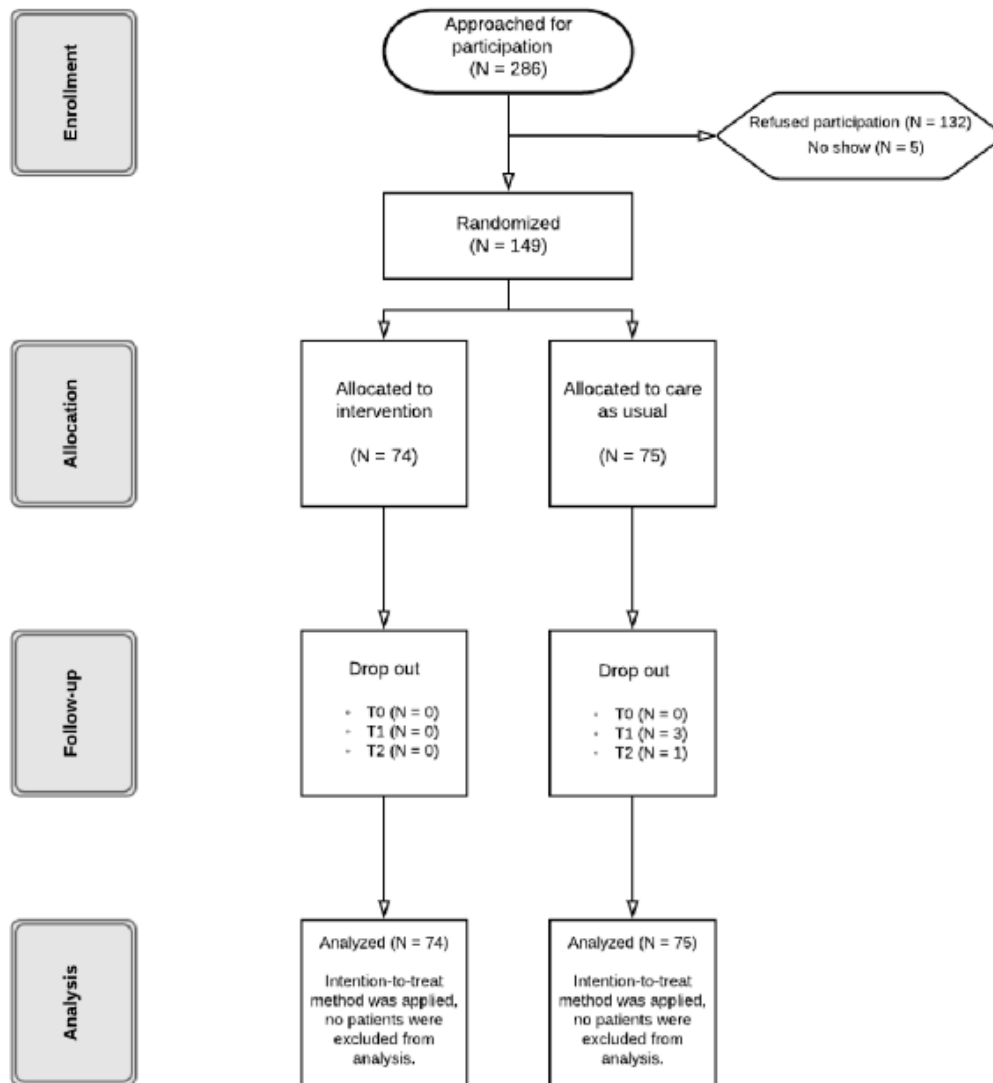 Enrollment
Approached for
participation
(N = 286)
Refused participation (N = 132)
No show (N = 5)
Randomized
(N = 149)
Allocation
Allocated to
intervention
(N = 74)
Allocated to care
as usual
(N = 75)
Follow-up
Drop out
- T0 (N = 0)
- T1 (N = 0)
- T2 (N = 0)
Drop out
- T0 (N = 0)
- T1 (N = 3)
- T2 (N = 1)
Analysis
Analyzed (N = 74)
Intention-to-treat
method was applied,
no patients were
excluded from
analysis.
Analyzed (N = 75)
Intention-to-treat
method was applied,
no patients were
excluded from
analysis.